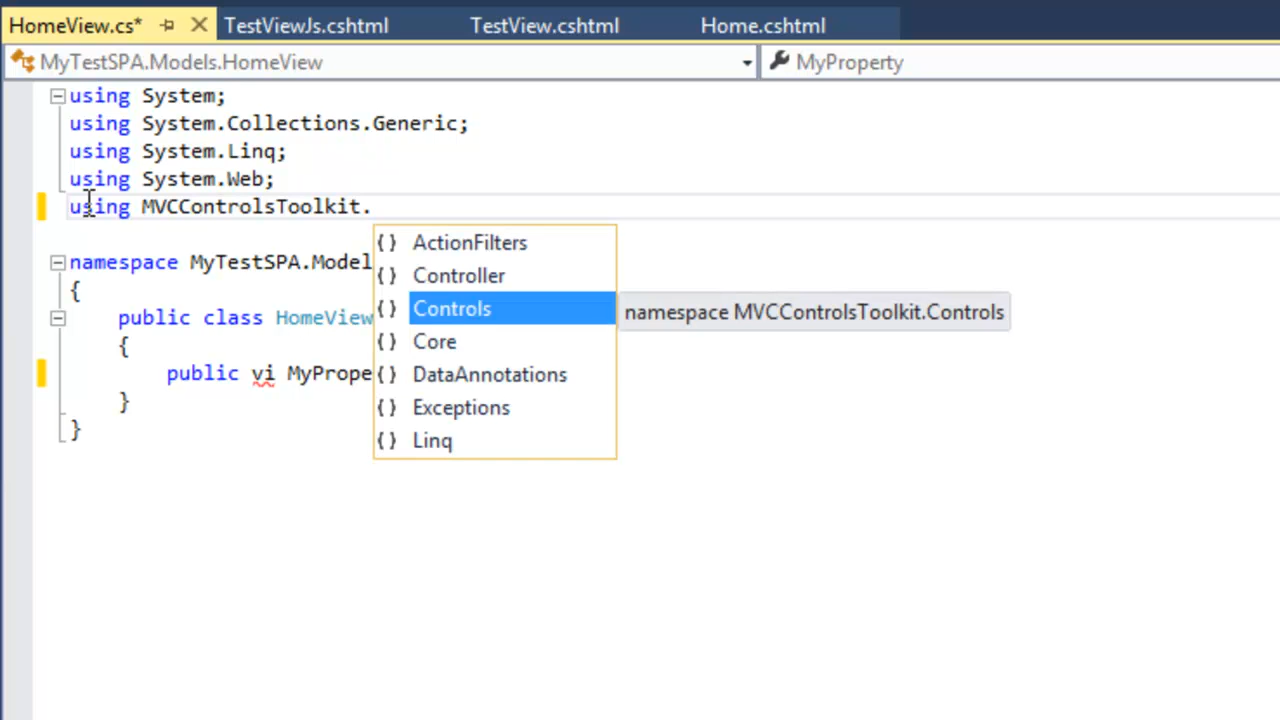 HomeView.cs* TestViewJs.cshtml TestView.cshtml Home.cshtml
MyTestSPA.Models.HomeView MyProperty
using System;
using System.Collections.Generic;
using System.Linq;
using System.Web;
using MVCControlsToolkit.
{} ActionFilters
{} Controller
{} Controls namespace MVCControlsToolkit.Controls
{} Core
{} DataAnnotations
{} Exceptions
{} Linq
namespace MyTestSPA.Model
{
public class HomeView
{
public vi MyPrope
}
}